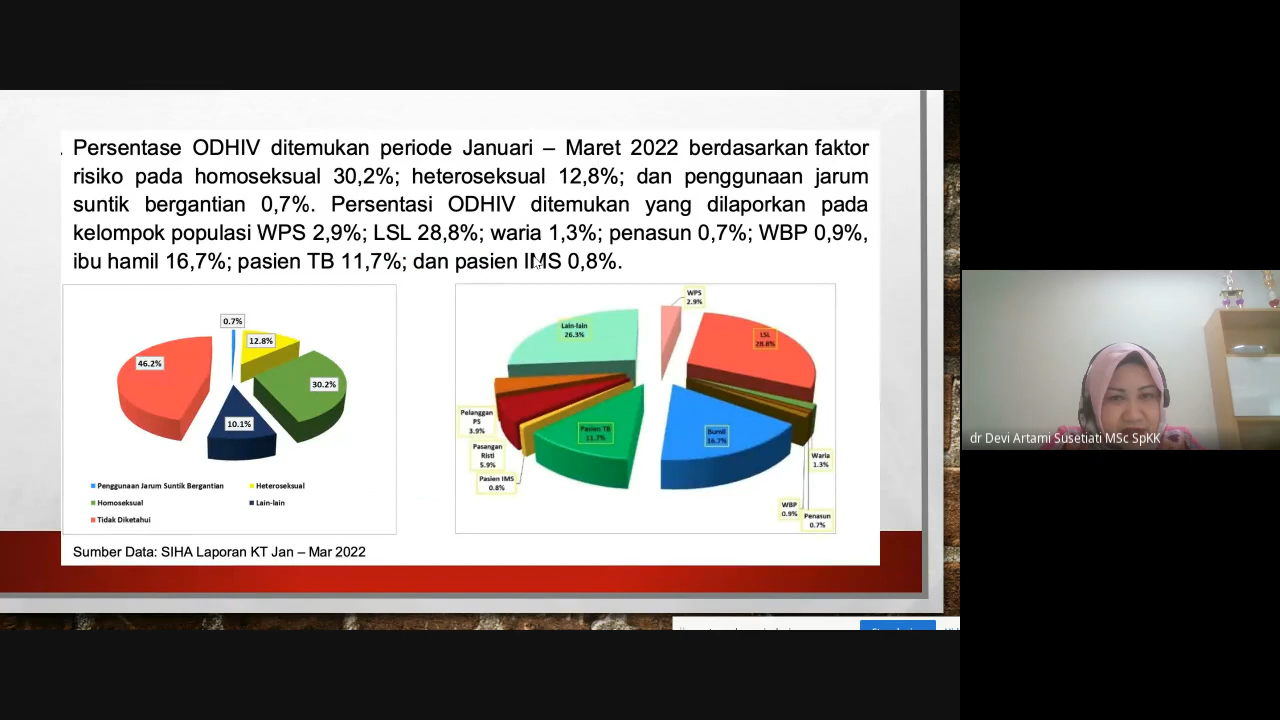 . Persentase ODHIV ditemukan periode Januari – Maret 2022 berdasarkan faktor
risiko pada homoseksual 30,2%; heteroseksual 12,8%; dan penggunaan jarum
suntik bergantian 0,7%. Persentasi ODHIV ditemukan yang dilaporkan pada
kelompok populasi WPS 2,9%; LSL 28,8%; waria 1,3%; penasun 0,7%; WBP 0,9%,
ibu hamil 16,7%; pasien TB 11,7%; dan pasien IMS 0,8%.
0.7%
12.8%
46.2%
30.2%
10.1%
Penggunaan Jarum Suntik Bergantian
Heteroseksual
Homoseksual
Lain-lain
Tidak Diketahui
WPS
2.9%
Lain-lain
26.3%
LSL
28.8%
Pelanggan
PS
3.9%
Pasien TB
11.7%
Bumil
16.7%
Pasangan
Risti
5.9%
Waria
1.3%
Pasien IMS
0.8%
WBP
0.9%
Penasun
0.7%
Sumber Data: SIHA Laporan KT Jan – Mar 2022
dr Devi Artami Susetiati MSc SpKK